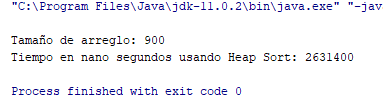 "C:\Program Files\Java\jdk-11.0.2\bin\java.exe" "-jav
Tamaño de arreglo: 900
Tiempo en nano segundos usando Heap Sort: 2631400
Process finished with exit code 0